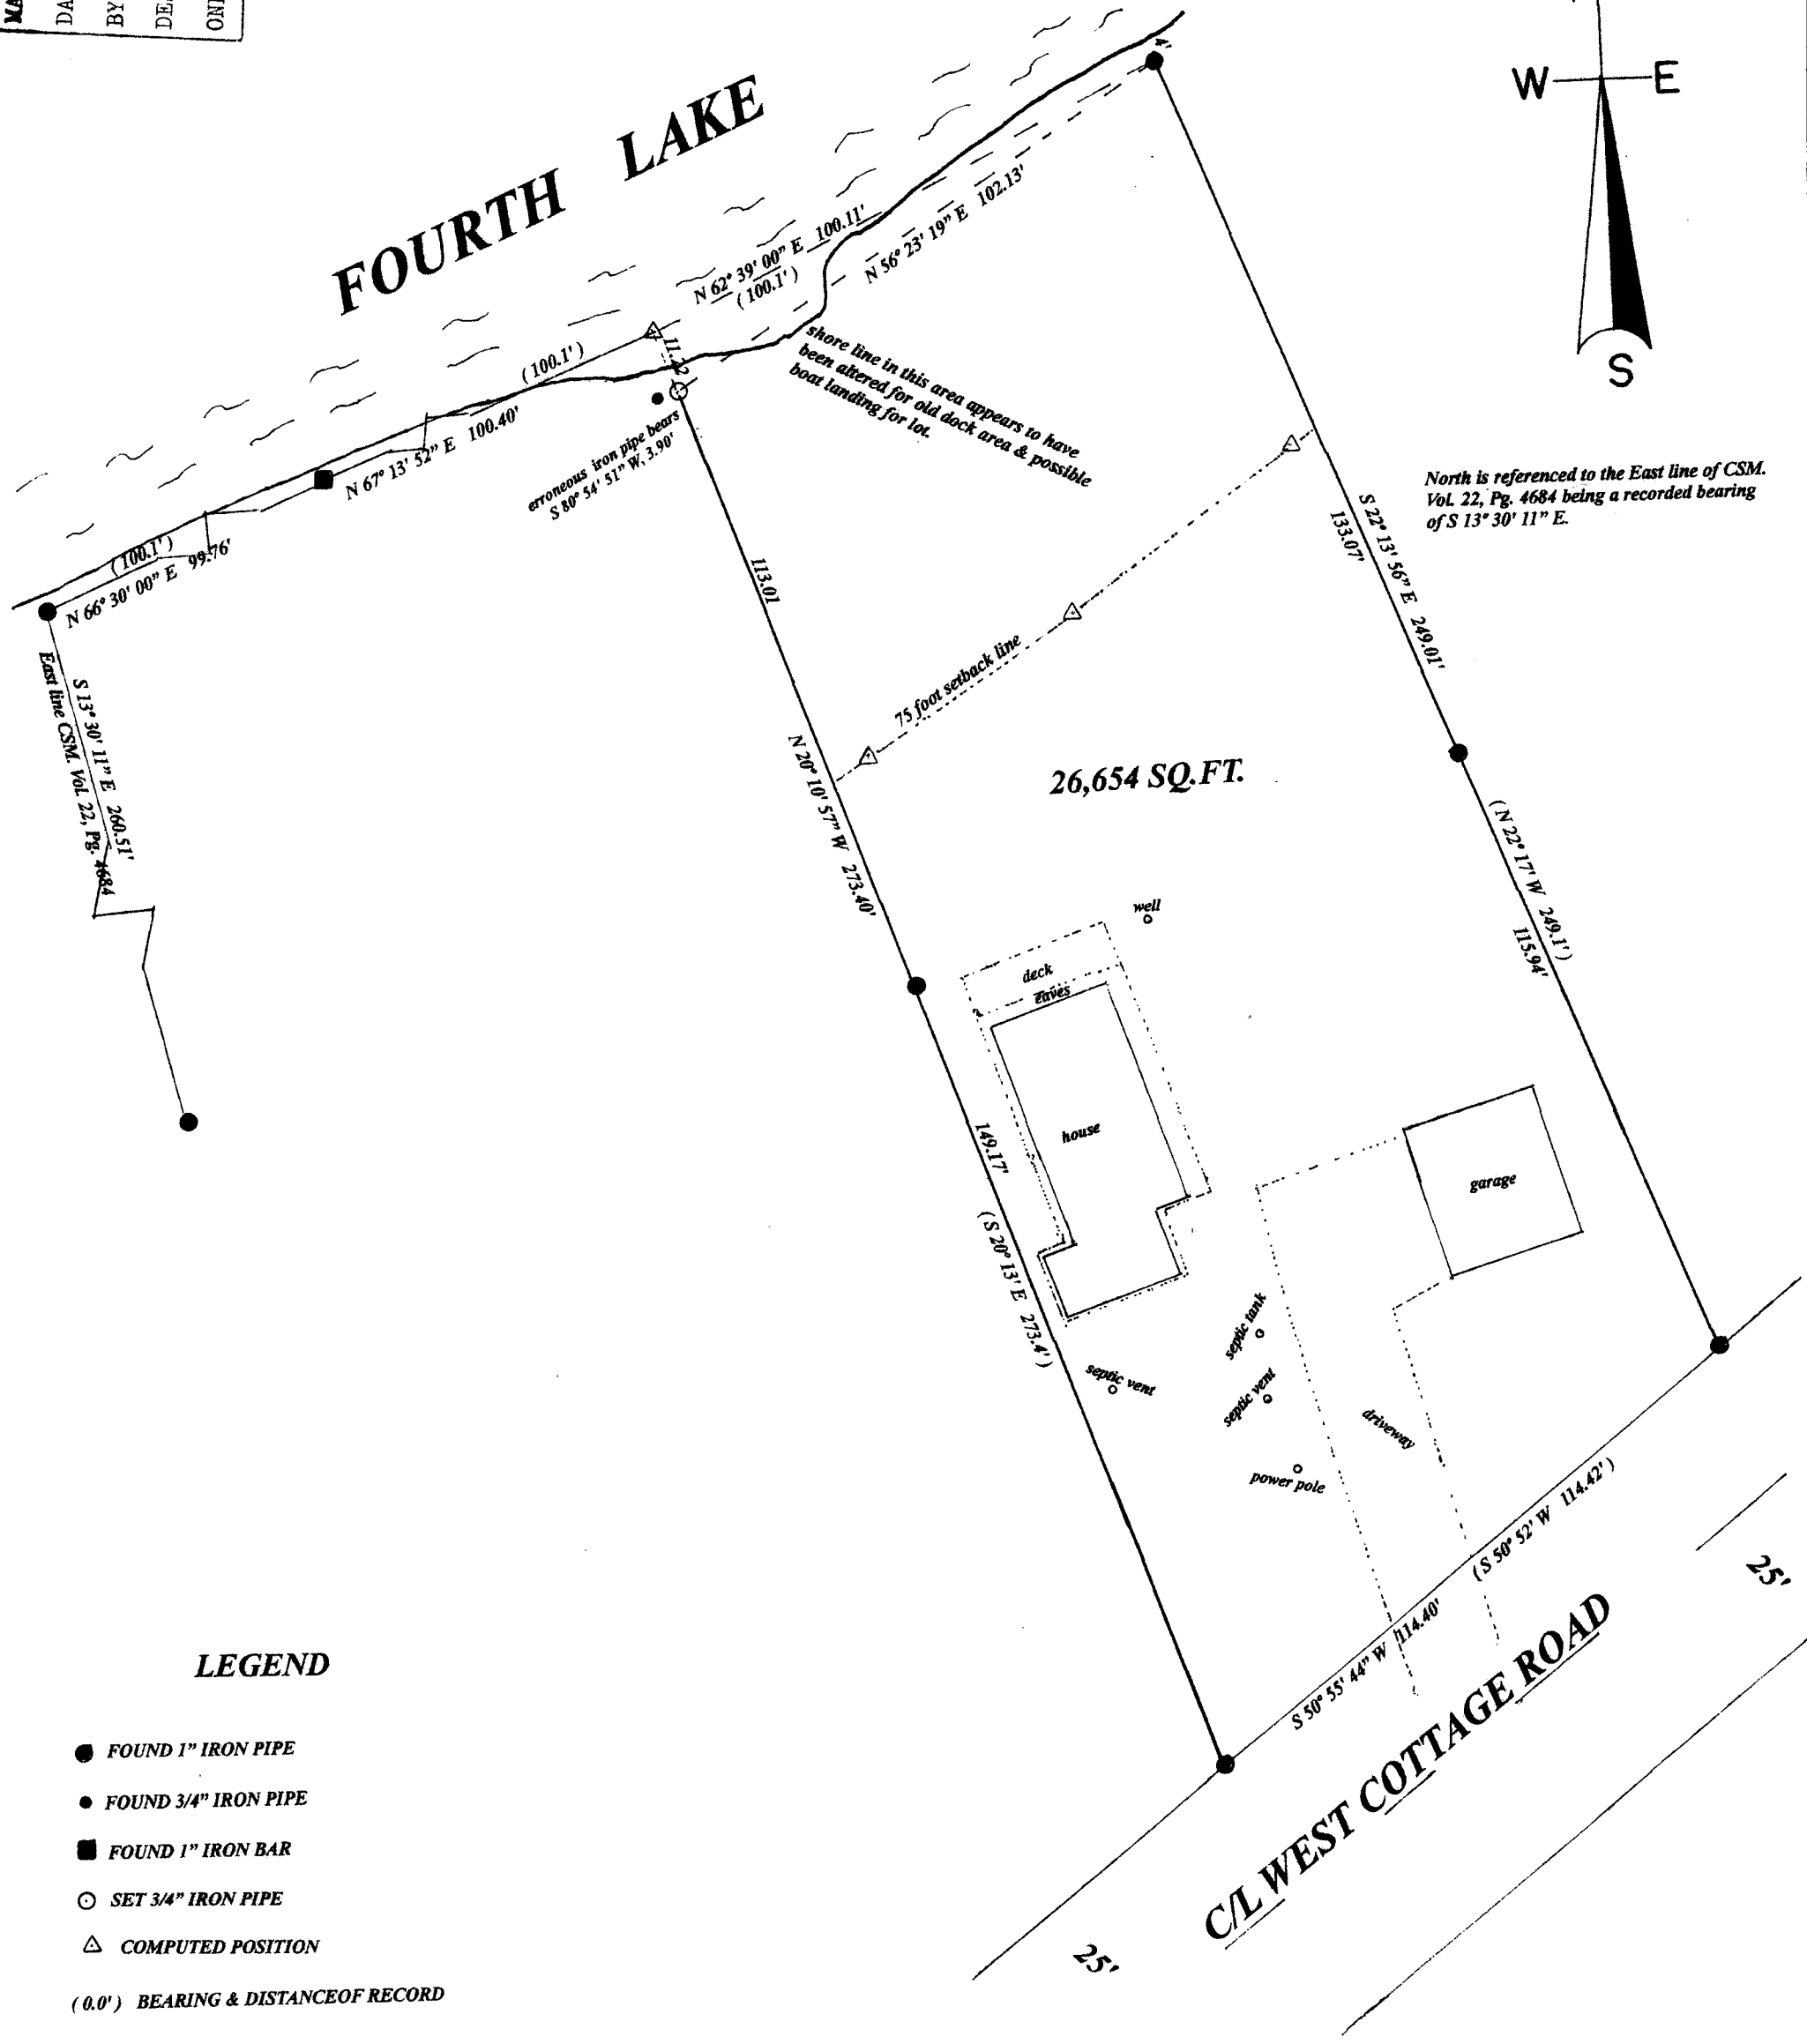 DA
BY
FOURTH LAKE
4'
W E
S
N 62° 39' 00" E 100.11'
( 100.1' )
N 56° 23' 19" E 102.13'
11.22
( 100.1' )
N 67° 13' 52" E 100.40'
shore line in this area appears to have
been altered for old dock area & possible
boat landing for lot.
erroneous iron pipe bears
S 80° 54' 51" W, 3.90'
North is referenced to the East line of CSM.
Vol. 22, Pg. 4684 being a recorded bearing
of S 13° 30' 11" E.
(100.1' )
N 66° 30' 00" E 99.76'
S 22° 13' 56" E 249.01'
133.07'
113.01
75 foot setback line
S 13° 30' 11" E 260.51'
East line CSM. Vol. 22, Pg. 4684
N 20° 10' 57" W 273.40'
26,654 SQ.FT.
( N 22° 17' W 249.1' )
115.94'
well
deck
eaves
house
149.17'
( S 20° 13' E 273.4' )
garage
septic tank
septic vent
septic vent
driveway
power pole
( S 50° 52' W 114.42' )
S 50° 55' 44" W 114.40'
25'
C/L WEST COTTAGE ROAD
25'
LEGEND
FOUND 1" IRON PIPE
FOUND 3/4" IRON PIPE
FOUND 1" IRON BAR
SET 3/4" IRON PIPE
COMPUTED POSITION
( 0.0' ) BEARING & DISTANCEOF RECORD